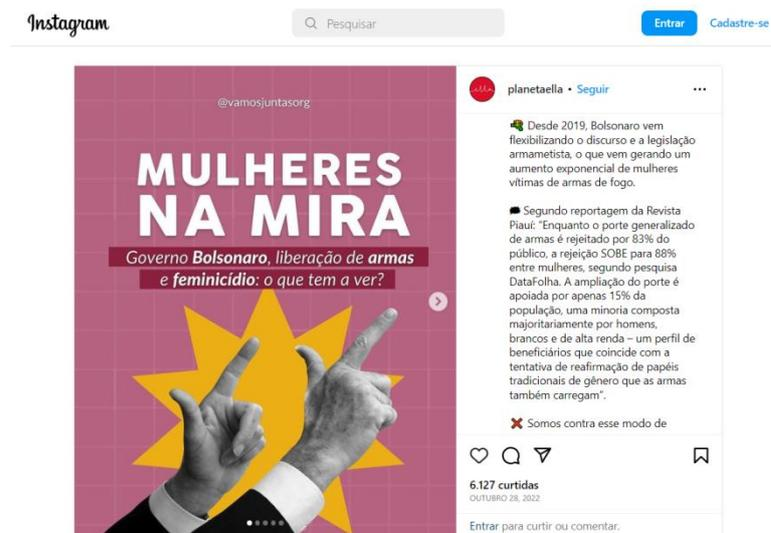 Instagram
Pesquisar
Entrar
Cadastre-se
@vamosjuntasorg
MULHERES
NA MIRA
Governo Bolsonaro, liberação de armas
e feminicídio: o que tem a ver?
ella
planetaella • Seguir
Desde 2019, Bolsonaro vem
flexibilizando o discurso e a legislação
armametista, o que vem gerando um
aumento exponencial de mulheres
vítimas de armas de fogo.
Segundo reportagem da Revista
Piauí: “Enquanto o porte generalizado
de armas é rejeitado por 83% do
público, a rejeição SOBE para 88%
entre mulheres, segundo pesquisa
DataFolha. A ampliação do porte é
apoiada por apenas 15% da
população, uma minoria composta
majoritariamente por homens,
brancos e de alta renda – um perfil de
beneficiários que coincide com a
tentativa de reafirmação de papéis
tradicionais de gênero que as armas
também carregam”.
Somos contra esse modo de
6.127 curtidas
OUTUBRO 28, 2022
Entrar para curtir ou comentar.